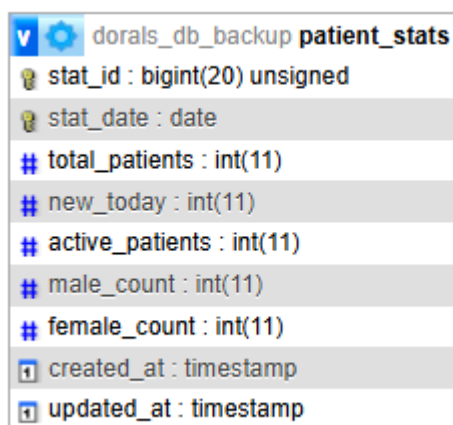 v dorals_db_backup patient_stats
stat_id : bigint(20) unsigned
stat_date : date
# total_patients : int(11)
# new_today : int(11)
# active_patients : int(11)
# male_count : int(11)
# female_count : int(11)
created_at : timestamp
updated_at : timestamp